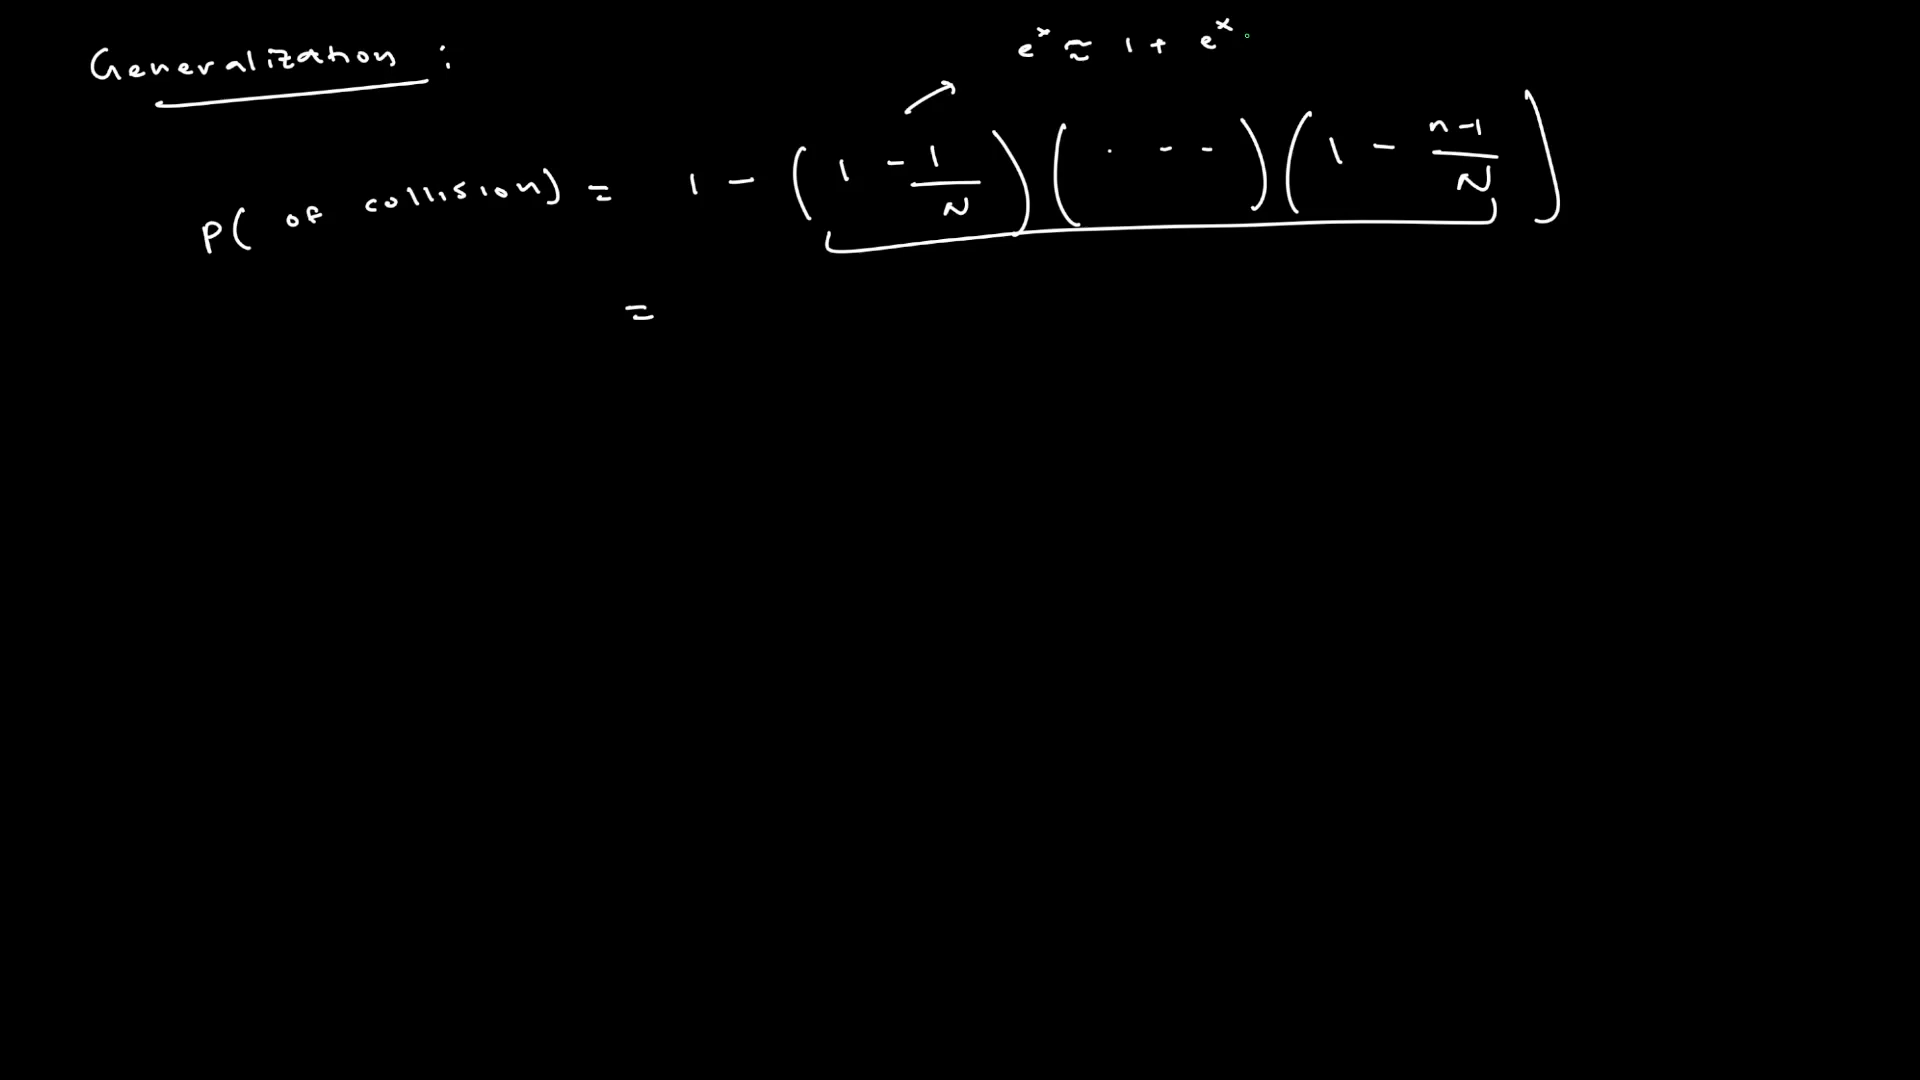 Generalization :
e^x ≈ 1 + e^x
P( of collision) = 1 - (1 - 1/N)(. - -)(1 - n-1/N)
=